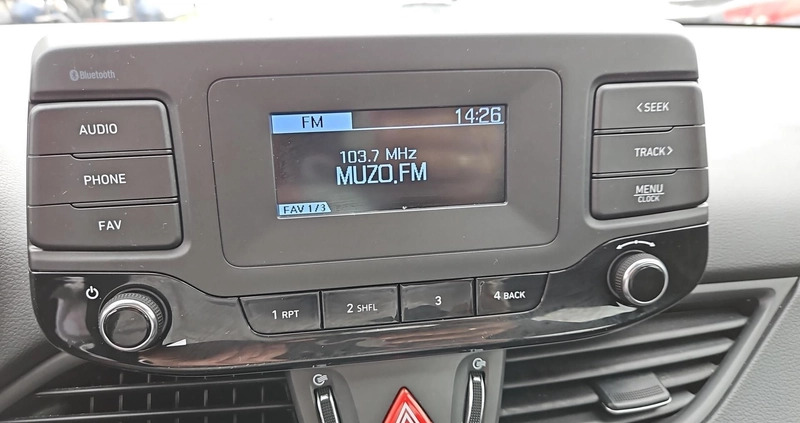 Bluetooth
AUDIO
PHONE
FAV
FM 14:26
103.7 MHz
MUZO.FM
FAV 1/3
< SEEK
TRACK >
MENU
CLOCK
1 RPT
2 SHFL
3
4 BACK